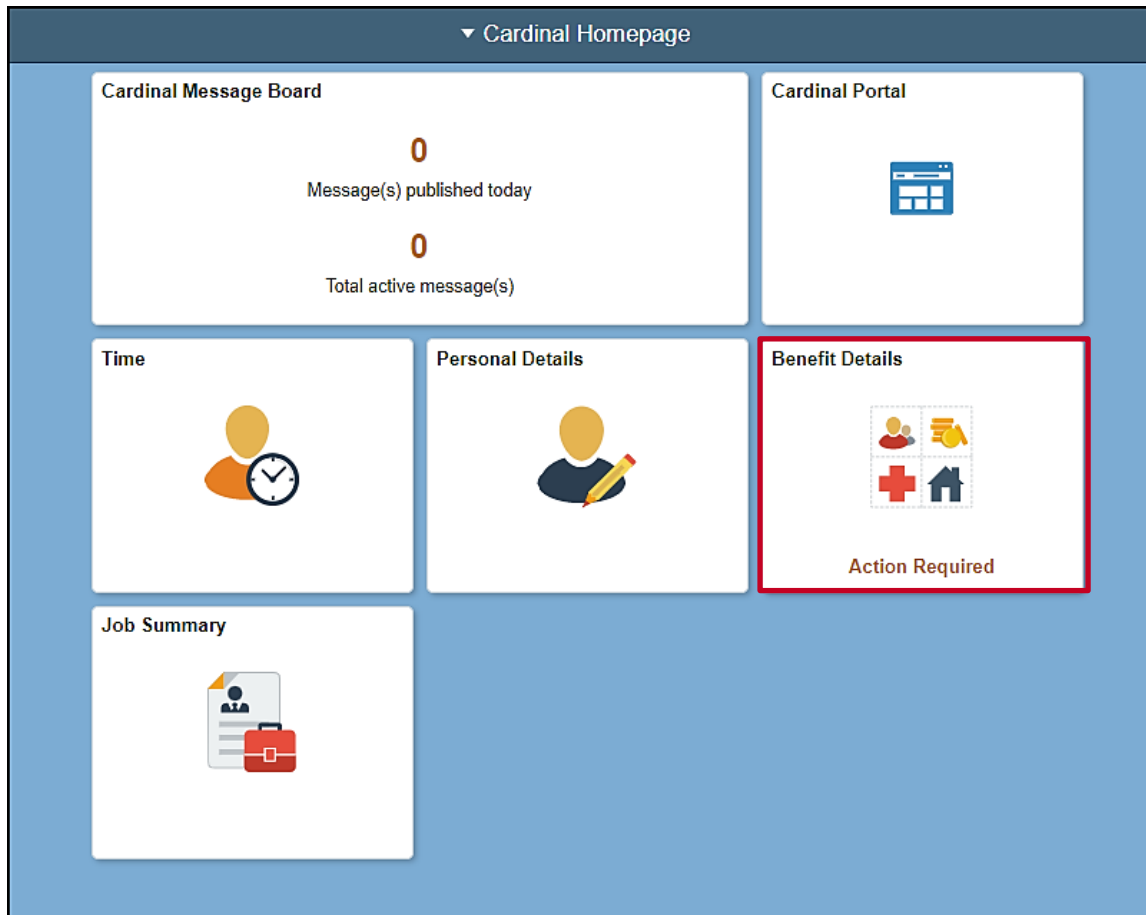 Cardinal Homepage
Cardinal Message Board
0
Message(s) published today
0
Total active message(s)
Cardinal Portal
Time
Personal Details
Benefit Details
Action Required
Job Summary